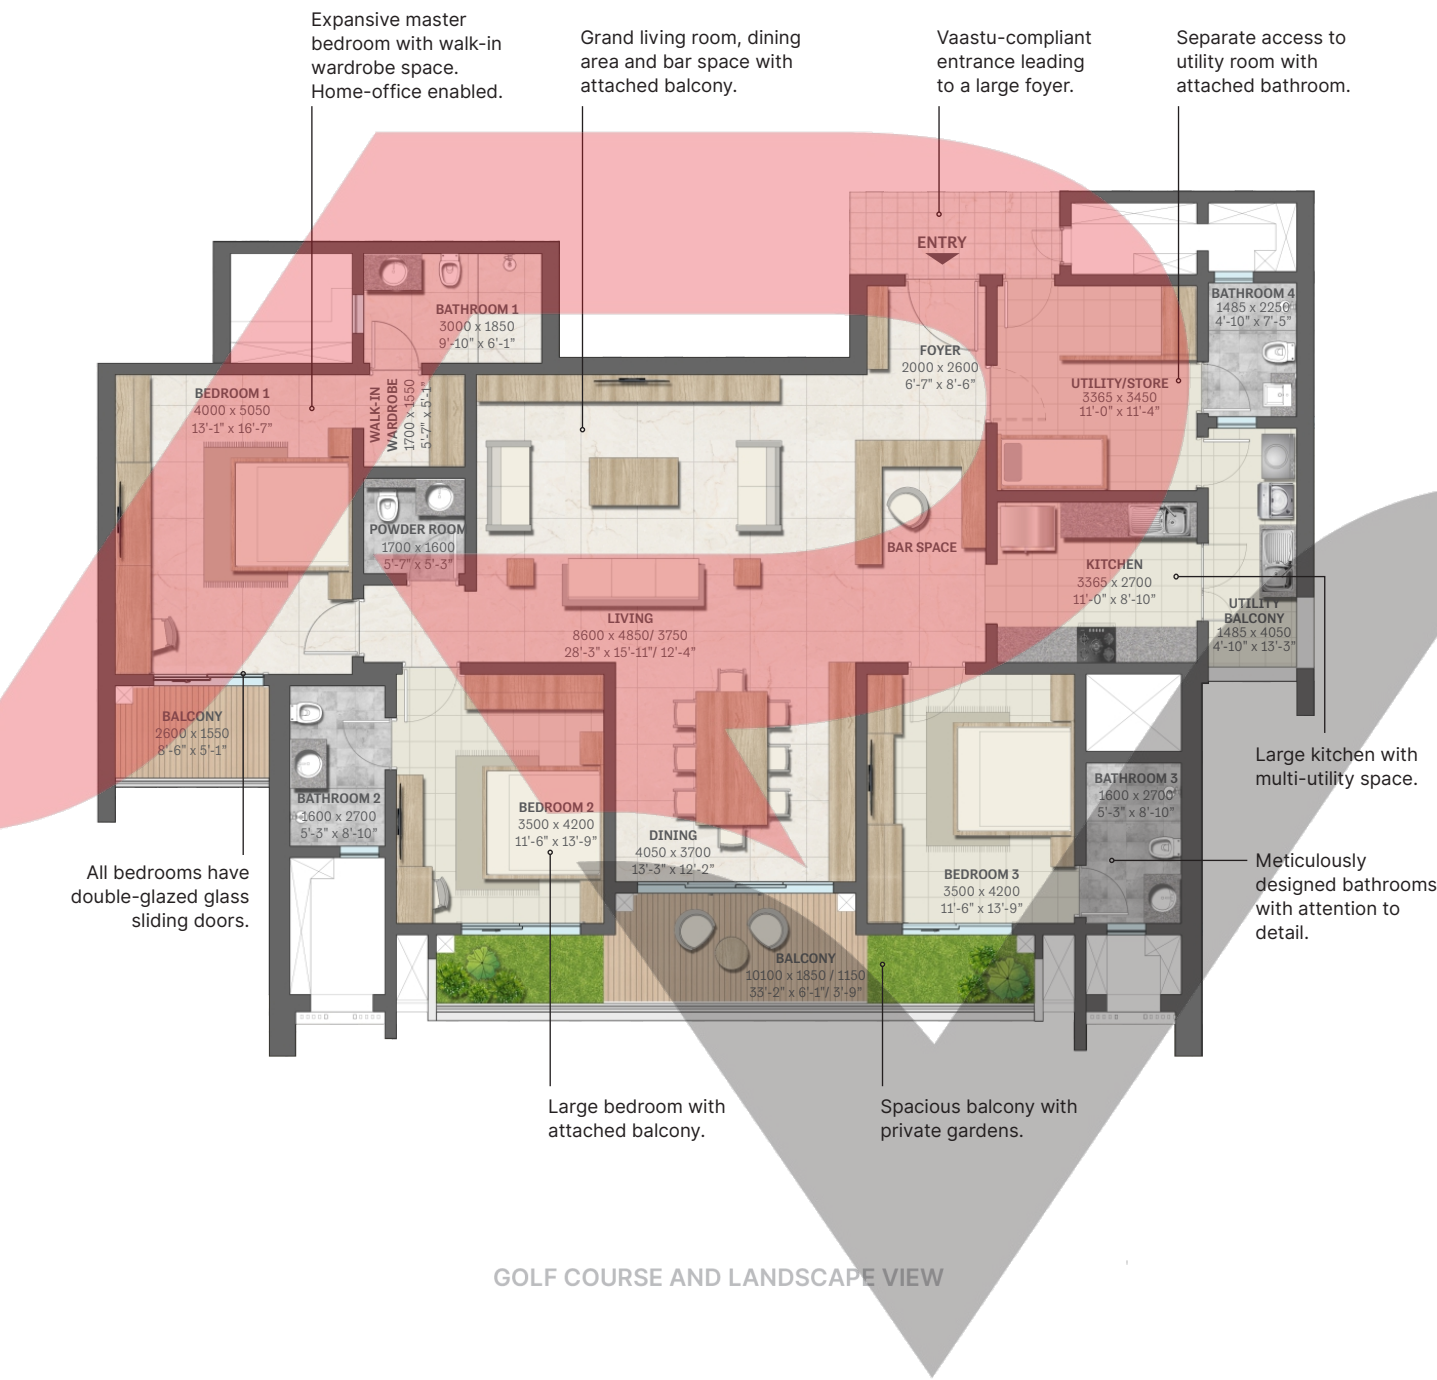 Expansive master
bedroom with walk-in
wardrobe space.
Home-office enabled.
Grand living room, dining
area and bar space with
attached balcony.
Vaastu-compliant
entrance leading
to a large foyer.
Separate access to
utility room with
attached bathroom.
ENTRY
BATHROOM 1
3000 x 1850
9'-10" x 6'-1"
BATHROOM 4
1485 x 2250
4'-10" x 7'-5"
FOYER
2000 x 2600
6'-7" x 8'-6"
BEDROOM 1
4000 x 5050
13'-1" x 16'-7"
WALK-IN
WARDROBE
1700 x 1550
5'-7" x 5'-1"
UTILITY/STORE
3365 x 3450
11'-0" x 11'-4"
POWDER ROOM
1700 x 1600
5'-7" x 5'-3"
BAR SPACE
KITCHEN
3365 x 2700
11'-0" x 8'-10"
UTILITY
BALCONY
1485 x 4050
4'-10" x 13'-3"
LIVING
8600 x 4850/ 3750
28'-3" x 15'-11"/ 12'-4"
BALCONY
2600 x 1550
8'-6" x 5'-1"
BATHROOM 2
1600 x 2700
5'-3" x 8'-10"
BEDROOM 2
3500 x 4200
11'-6" x 13'-9"
DINING
4050 x 3700
13'-3" x 12'-2"
BEDROOM 3
3500 x 4200
11'-6" x 13'-9"
BATHROOM 3
1600 x 2700
5'-3" x 8'-10"
Large kitchen with
multi-utility space.
All bedrooms have
double-glazed glass
sliding doors.
Meticulously
designed bathrooms
with attention to
detail.
BALCONY
10100 x 1850 / 1150
33'-2" x 6'-1"/ 3'-9"
Large bedroom with
attached balcony.
Spacious balcony with
private gardens.
GOLF COURSE AND LANDSCAPE VIEW